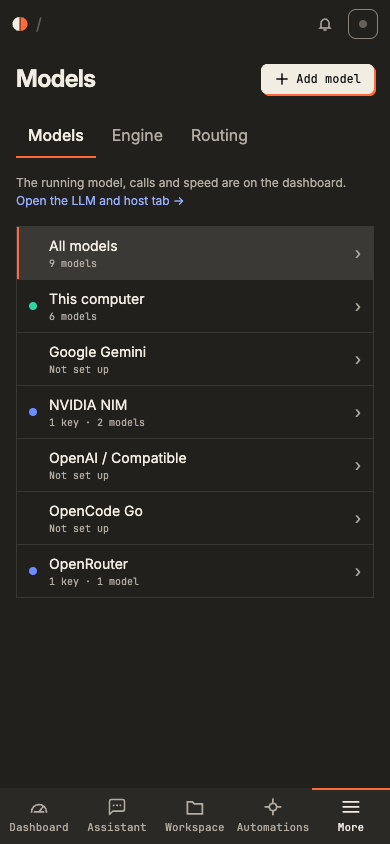 /
Models
+ Add model
Models Engine Routing
The running model, calls and speed are on the dashboard.
Open the LLM and host tab →
All models
9 models
This computer
6 models
Google Gemini
Not set up
NVIDIA NIM
1 key · 2 models
OpenAI / Compatible
Not set up
OpenCode Go
Not set up
OpenRouter
1 key · 1 model
Dashboard Assistant Workspace Automations More